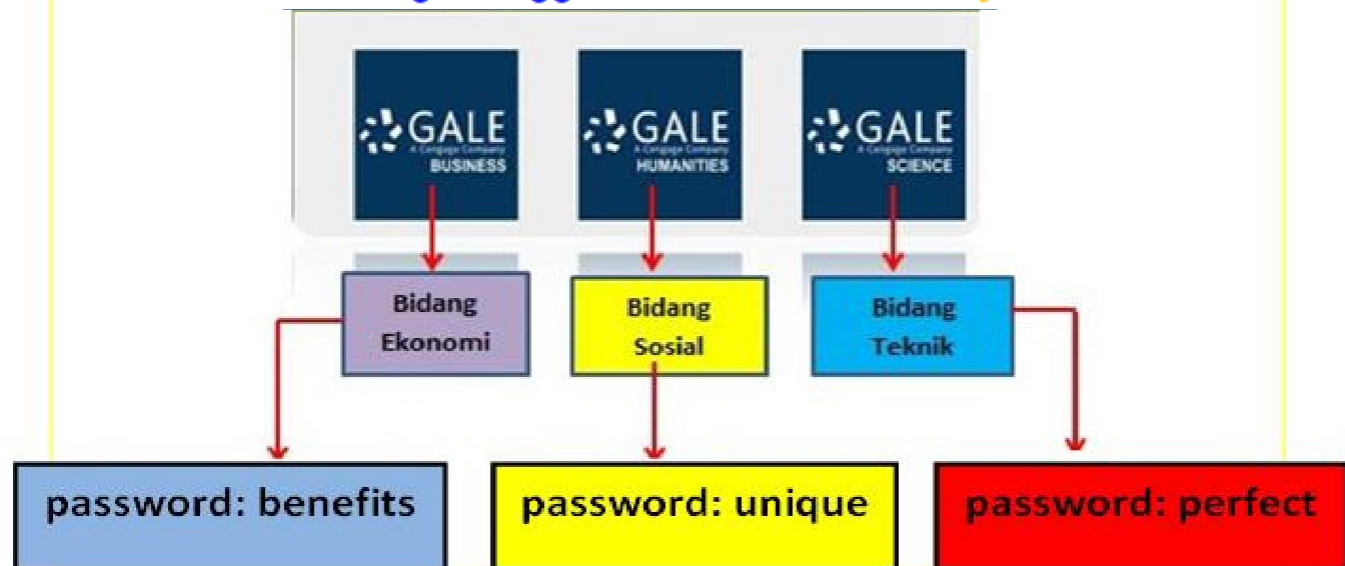 GALE
A Cengage Company
BUSINESS
GALE
A Cengage Company
HUMANITIES
GALE
A Cengage Company
SCIENCE
Bidang
Ekonomi
Bidang
Sosial
Bidang
Teknik
password: benefits
password: unique
password: perfect